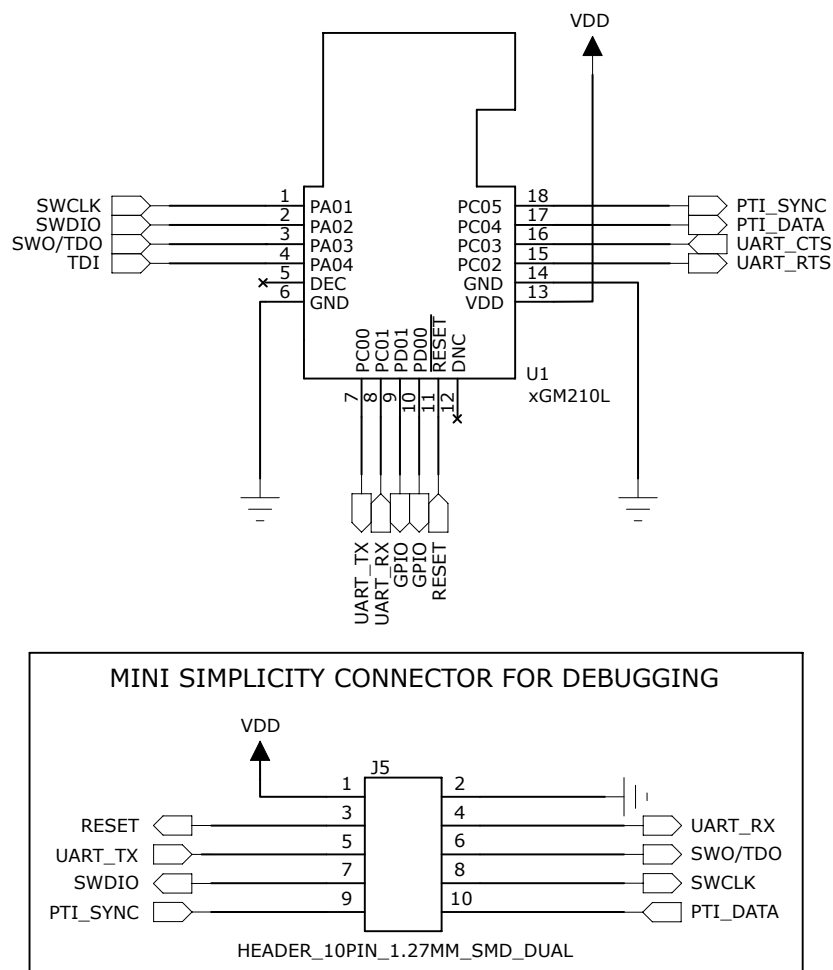 VDD
SWCLK 1 PA01 PC05 18 PTI_SYNC
SWDIO 2 PA02 PC04 17 PTI_DATA
SWO/TDO 3 PA03 PC03 16 UART_CTS
TDI 4 PA04 PC02 15 UART_RTS
5 DEC GND 14
6 GND VDD 13
PC00
PC01
PD01
PD00
RESET
DNC
U1
xGM210L
7
8
9
10
11
12
UART_TX
UART_RX
GPIO
GPIO
RESET
MINI SIMPLICITY CONNECTOR FOR DEBUGGING
VDD
J5
1 2
RESET 3 4 UART_RX
UART_TX 5 6 SWO/TDO
SWDIO 7 8 SWCLK
PTI_SYNC 9 10 PTI_DATA
HEADER_10PIN_1.27MM_SMD_DUAL